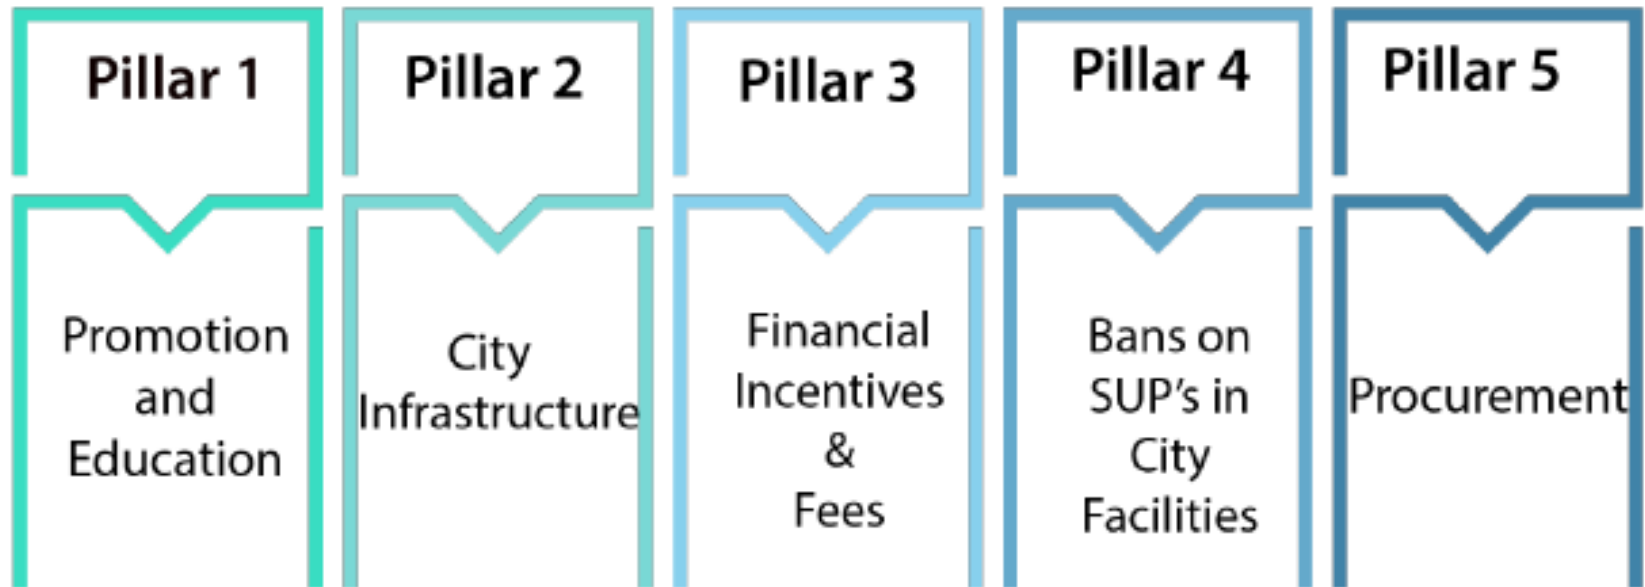 Pillar 1
Promotion
and
Education
Pillar 2
City
Infrastructure
Pillar 3
Financial
Incentives
&
Fees
Pillar 4
Bans on
SUP's in
City
Facilities
Pillar 5
Procurement